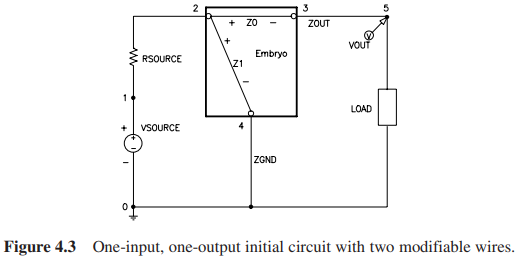 2
3
5
+ Z0 −
ZOUT
VOUT
V
+
Embryo
RSOURCE
Z1
−
1
LOAD
+ VSOURCE
4
+
−
−
ZGND
0
Figure 4.3 One-input, one-output initial circuit with two modifiable wires.